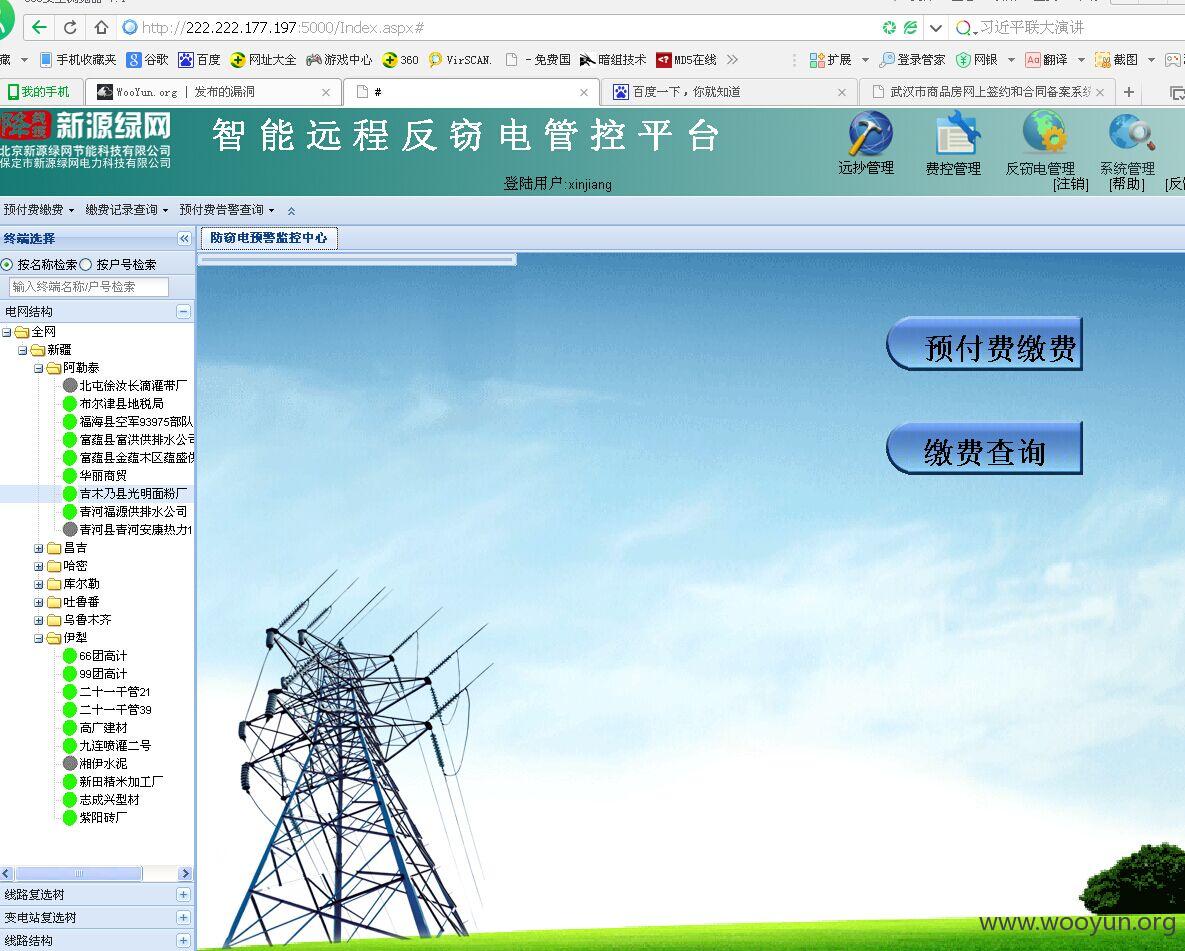 http://222.222.177.197:5000/Index.aspx#
习近平联大演讲
藏 手机收藏夹 谷歌 百度 网址大全 游戏中心 360 VirSCAN. - 免费国 暗组技术 MD5在线 扩展 登录管家 网银 翻译 截图
我的手机 WooYun.org | 发布的漏洞 # 百度一下，你就知道 武汉市商品房网上签约和合同备案系统
新源绿网
北京新源绿网节能科技有限公司
保定市新源绿网电力科技有限公司
智能远程反窃电管控平台
登陆用户:xinjiang
远抄管理 费控管理 反窃电管理 系统管理
[注销] [帮助]
预付费缴费 缴费记录查询 预付费告警查询
终端选择
防窃电预警监控中心
按名称检索 按户号检索
输入终端名称/户号检索
电网结构
全网
新疆
阿勒泰
北屯徐汝长滴灌带厂
布尔津县地税局
福海县空军93975部队
富蕴县富洪供排水公司
富蕴县金蕴木区蕴盛供
华丽商贸
吉木乃县光明面粉厂
青河福源供排水公司
青河县青河安康热力1
昌吉
哈密
库尔勒
吐鲁番
乌鲁木齐
伊犁
66团高计
99团高计
二十一干管21
二十一干管39
高广建材
九连喷灌二号
湘伊水泥
新田精米加工厂
志成兴型材
紫阳砖厂
预付费缴费
缴费查询
线路复选树
变电站复选树
线路结构
www.wooyun.org